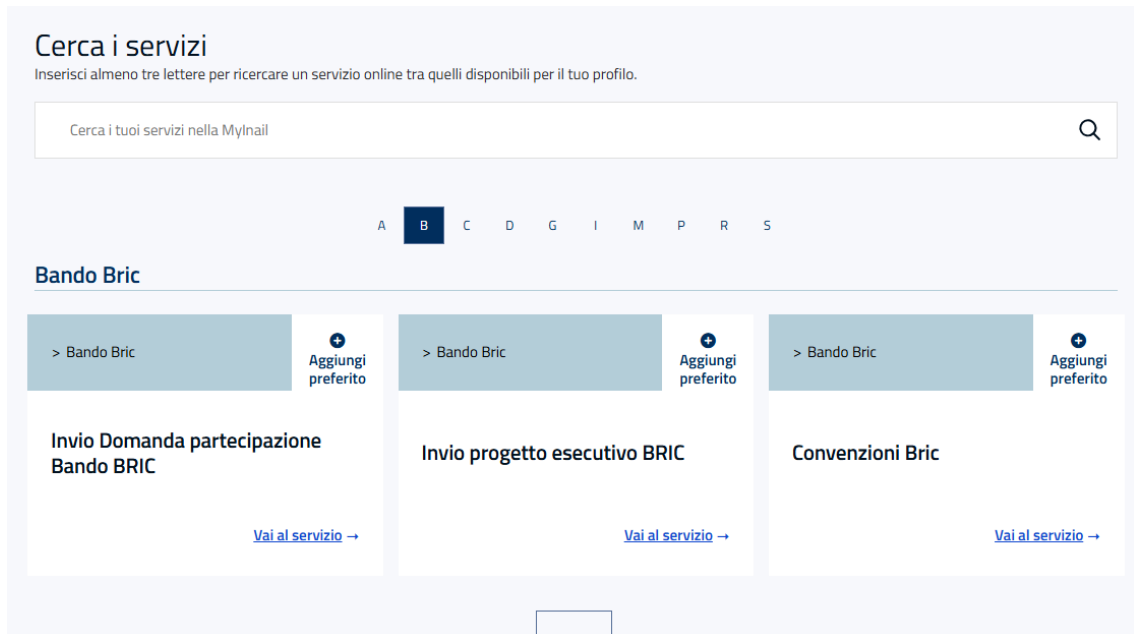 Cerca i servizi
Inserisci almeno tre lettere per ricercare un servizio online tra quelli disponibili per il tuo profilo.
Cerca i tuoi servizi nella MyInail
A B C D G I M P R S
Bando Bric
> Bando Bric
Aggiungi
preferito
Invio Domanda partecipazione
Bando BRIC
Vai al servizio →
> Bando Bric
Aggiungi
preferito
Invio progetto esecutivo BRIC
Vai al servizio →
> Bando Bric
Aggiungi
preferito
Convenzioni Bric
Vai al servizio →